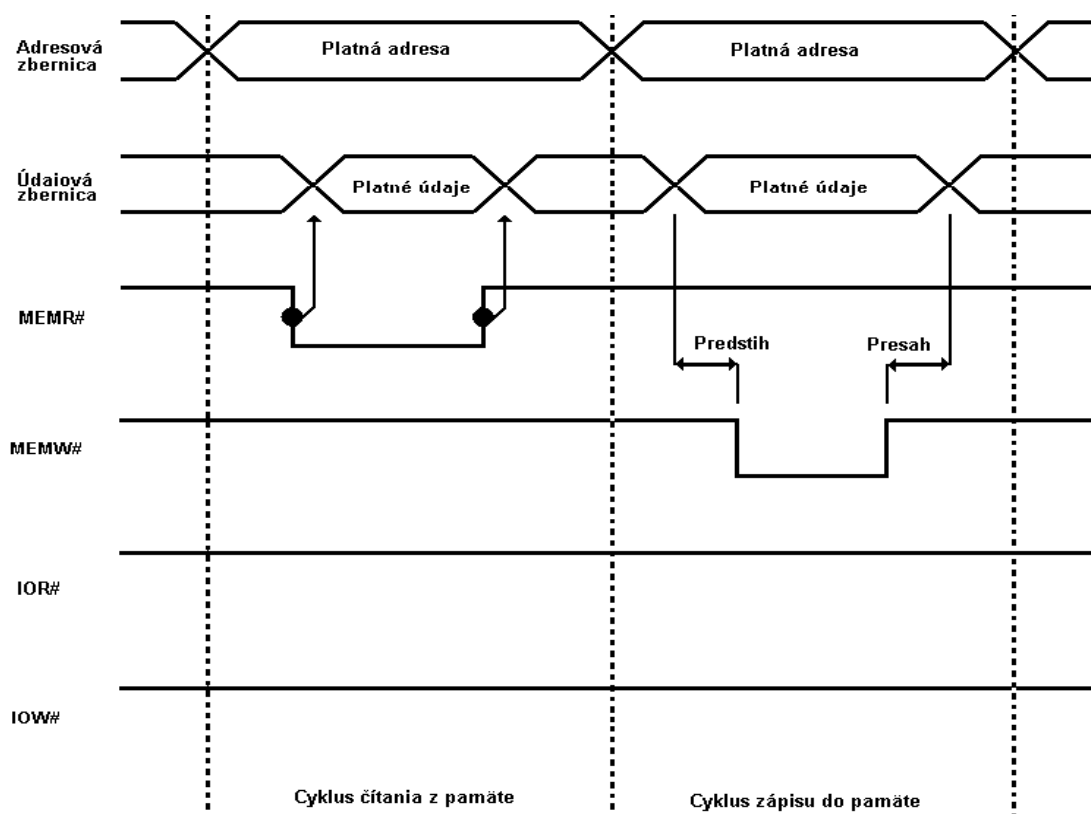 Adresová
zbernica
Platná adresa
Platná adresa
Údaiová
zbernica
Platné údaje
Platné údaje
MEMR#
Predstih
Presah
MEMW#
IOR#
IOW#
Cyklus čítania z pamäte
Cyklus zápisu do pamäte